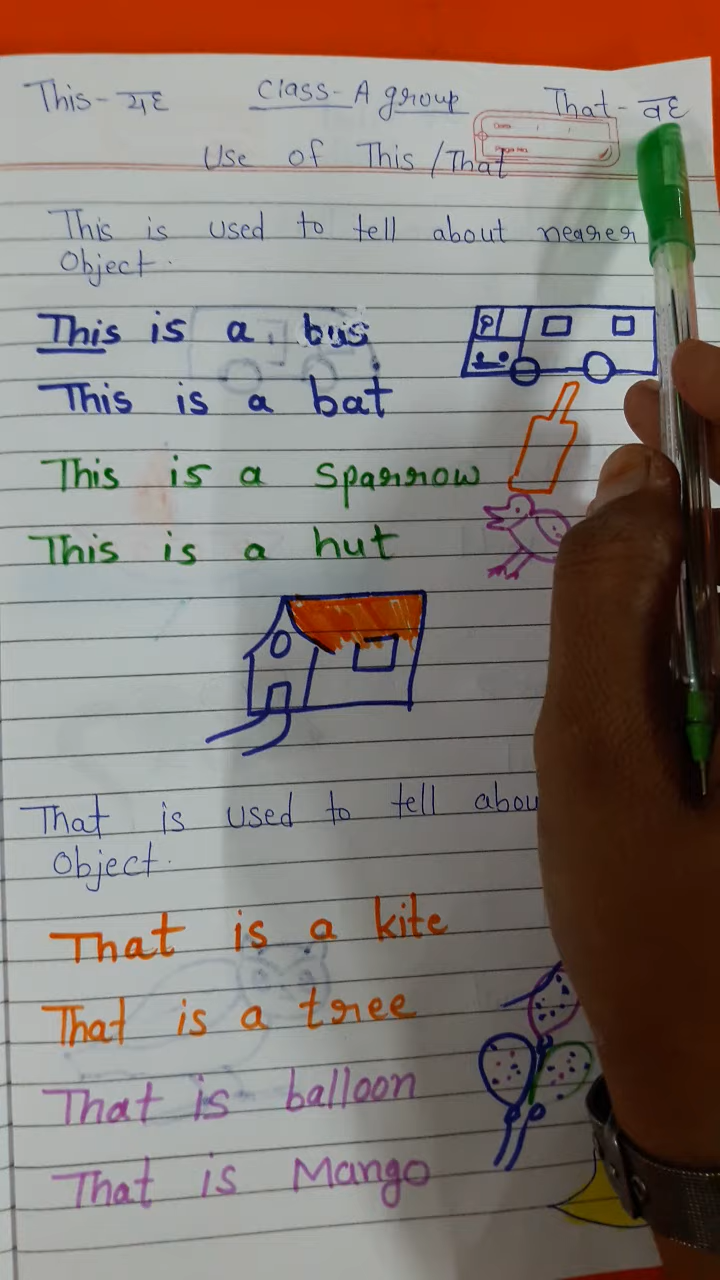 This - यह Class - A group That - वह
Use of This / That
This is used to tell about nearer
Object.
This is a bus
This is a bat
This is a sparrow
This is a hut
That is used to tell
Object.
That is a kite
That is a tree
That is balloon
That is Mango